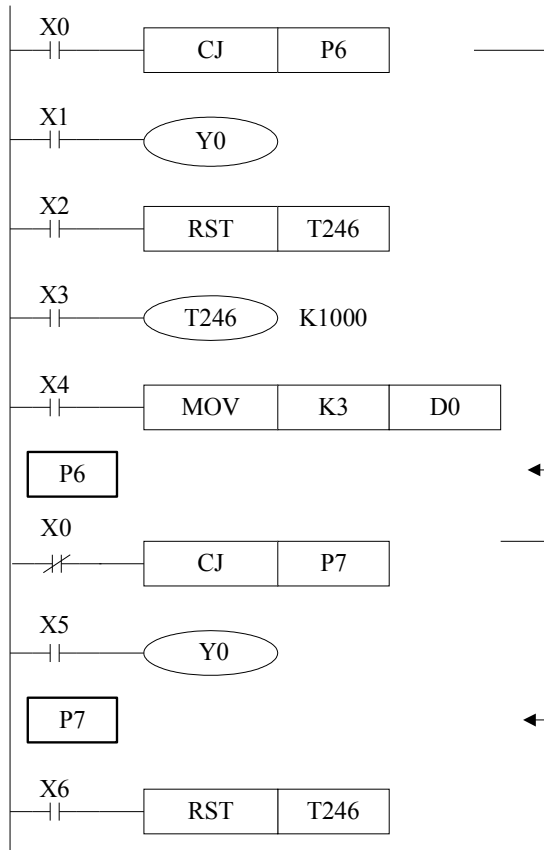 X0
CJ P6
X1
Y0
X2
RST T246
X3
T246 K1000
X4
MOV K3 D0
P6
X0
CJ P7
X5
Y0
P7
X6
RST T246